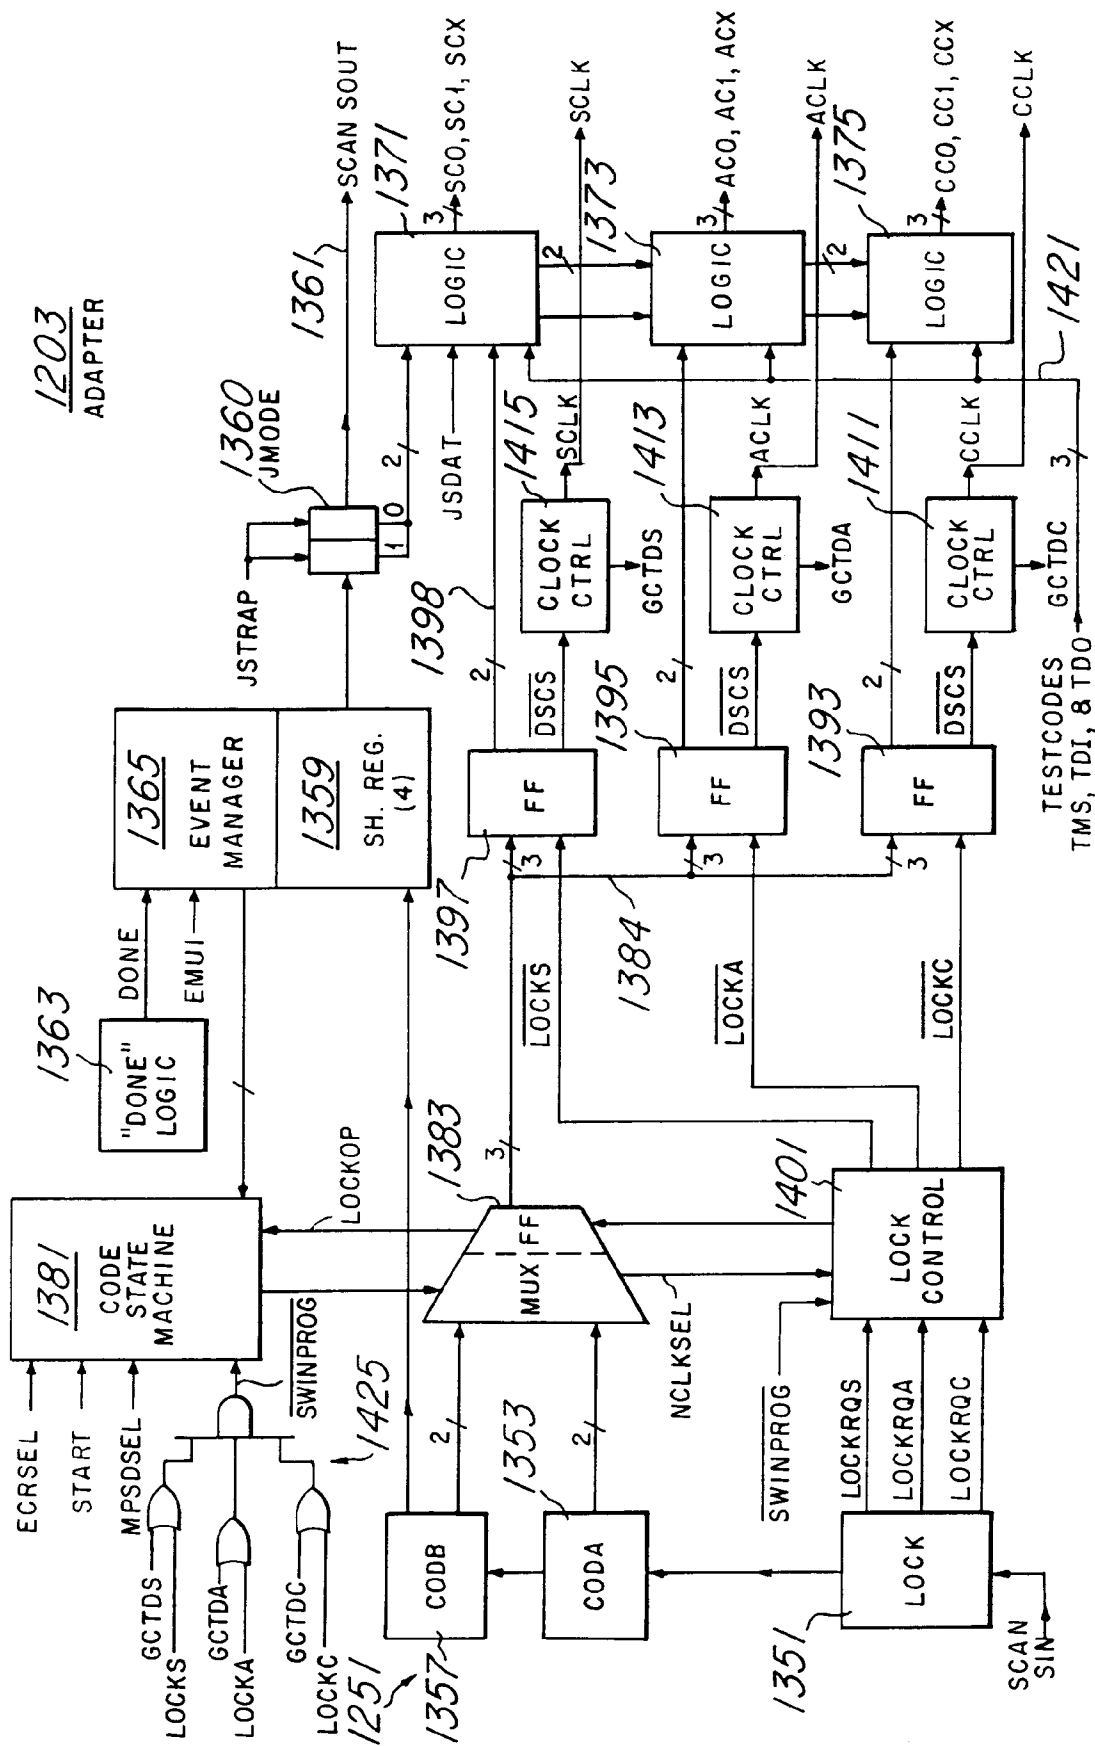 1203
ADAPTER
ECRSEL
START
MPSDSEL
GCTDS
LOCKS
GCTDA
LOCKA
GCTDC
LOCKC
1425
SWINPROG
1381
CODE
STATE
MACHINE
LOCKOP
1363
"DONE"
LOGIC
DONE
EMUI
1365
EVENT
MANAGER
1359
SH. REG.
(4)
JSTRAP
1360
JMODE
1
0
2
1361
SCAN SOUT
1371
LOGIC
3
SC0, SC1, SCX
JSDAT
1398
2
1251
1357
CODB
2
1353
CODA
2
MUX
FF
1383
3
NCLKSEL
1351
LOCK
SCAN
SIN
LOCKRQS
LOCKRQA
LOCKRQC
SWINPROG
LOCK
CONTROL
1401
LOCKS
LOCKA
LOCKC
1384
1397
3
FF
DSCS
CLOCK
CTRL
1415
SCLK
SCLK
GCTDS
2
1373
LOGIC
3
AC0, AC1, ACX
3
FF
1395
2
DSCS
CLOCK
CTRL
1413
ACLK
ACLK
GCTDA
2
1375
LOGIC
3
CC0, CC1, CCX
3
FF
1393
2
DSCS
CLOCK
CTRL
1411
CCLK
CCLK
GCTDC
TESTCODES
TMS, TDI, & TDO
3
1421